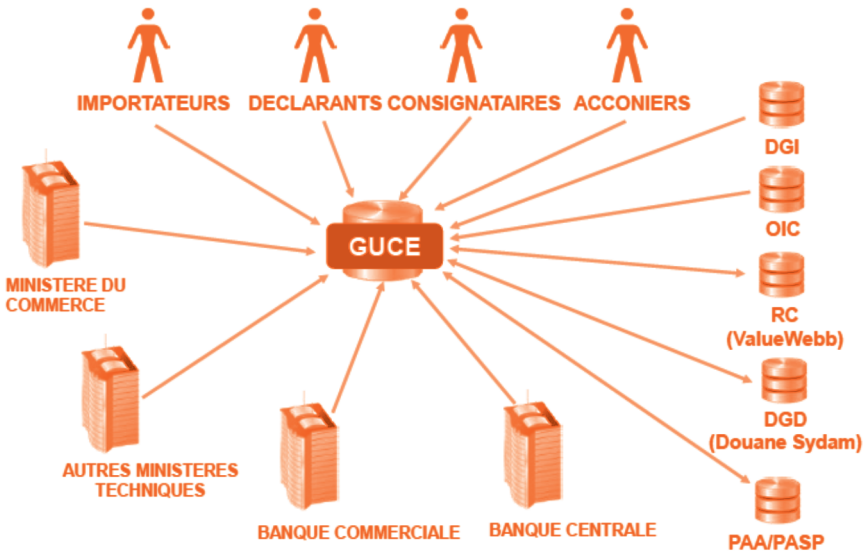 IMPORTATEURS
DECLARANTS
CONSIGNATAIRES
ACCONIERS
DGI
OIC
GUCE
MINISTERE DU
COMMERCE
RC
(ValueWebb)
DGD
(Douane Sydam)
AUTRES MINISTERES
TECHNIQUES
BANQUE COMMERCIALE
BANQUE CENTRALE
PAA/PASP